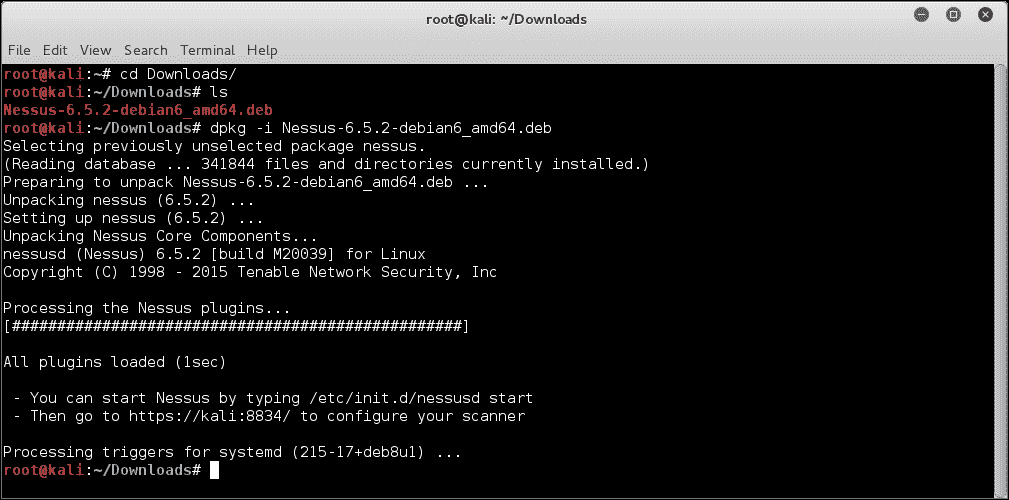 root@kali: ~/Downloads
File Edit View Search Terminal Help
root@kali:~# cd Downloads/
root@kali:~/Downloads# ls
Nessus-6.5.2-debian6_amd64.deb
root@kali:~/Downloads# dpkg -i Nessus-6.5.2-debian6_amd64.deb
Selecting previously unselected package nessus.
(Reading database ... 341844 files and directories currently installed.)
Preparing to unpack Nessus-6.5.2-debian6_amd64.deb ...
Unpacking nessus (6.5.2) ...
Setting up nessus (6.5.2) ...
Unpacking Nessus Core Components...
nessusd (Nessus) 6.5.2 [build M20039] for Linux
Copyright (C) 1998 - 2015 Tenable Network Security, Inc
Processing the Nessus plugins...
[##################################################]
All plugins loaded (1sec)
- You can start Nessus by typing /etc/init.d/nessusd start
- Then go to https://kali:8834/ to configure your scanner
Processing triggers for systemd (215-17+deb8u1) ...
root@kali:~/Downloads#